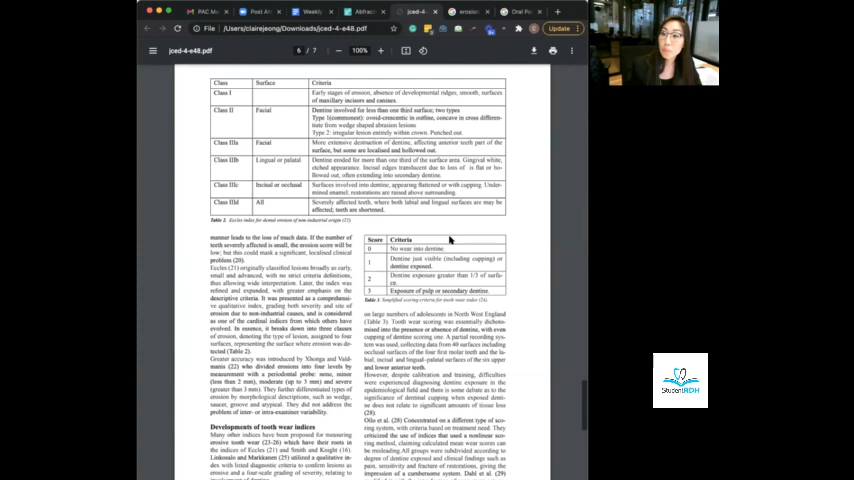 PAC M
Post Att
Weekly
Abfract
jced-4-e4
erosion
Oral Pa
File
/Users/clairejeong/Downloads/jced-4-e48.pdf
Update
jced-4-e48.pdf
6 / 7
100%
Class Surface Criteria
Class I Early stages of erosion, absence of developmental ridges, smooth, surfaces
of maxillary incisors and canines.
Class II Facial Dentine involved for less than one third surface; two types
Type 1(commonest): ovoid-crescentic in outline, concave in cross differen-
tiate from wedge shaped abrasion lesions
Type 2: irregular lesion entirely within crown. Punched out.
Class IIIa Facial More extensive destruction of dentine, affecting anterior teeth part of the
surface, but some are localised and hollowed out.
Class IIIb Lingual or palatal Dentine eroded for more than one third of the surface area. Gingival white,
etched appearance. Incisal edges translucent due to loss of is flat or ho-
llowed out, often extending into secondary dentine.
Class IIIc Incisal or occlusal Surfaces involved into dentine, appearing flattened or with cupping. Under-
mined enamel; restorations are raised above surrounding.
Class IIId All Severely affected teeth, where both labial and lingual surfaces are may be
affected; teeth are shortened.
Table 2. Eccles index for dental erosion of non-industrial origin (21)
manner leads to the loss of much data. If the number of
teeth severely affected is small, the erosion score will be
low; but this could mask a significant, localised clinical
problem (20).
Eccles (21) originally classified lesions broadly as early,
small and advanced, with no strict criteria definitions,
thus allowing wide interpretation. Later, the index was
refined and expanded, with greater emphasis on the
descriptive criteria. It was presented as a comprehensi-
ve qualitative index, grading both severity and site of
erosion due to non-industrial causes, and is considered
as one of the cardinal indices from which others have
evolved. In essence, it breaks down into three classes
of erosion, denoting the type of lesion, assigned to four
surfaces, representing the surface where erosion was de-
tected (Table 2).
Greater accuracy was introduced by Xhonga and Vald-
manis (22) who divided erosions into four levels by
measurement with a periodontal probe: none, minor
(less than 2 mm), moderate (up to 3 mm) and severe
(greater than 3 mm). They further differentiated types of
erosion by morphological descriptions, such as wedge,
saucer, groove and atypical. They did not address the
problem of inter- or intra-examiner variability.
Developments of tooth wear indices
Many other indices have been proposed for measuring
erosive tooth wear (23-26) which have their roots in
the indices of Eccles (21) and Smith and Knight (16).
Linkosalo and Markkanen (25) utilized a qualitative in-
dex with listed diagnostic criteria to confirm lesions as
erosive and a four-scale grading of severity, relating to
Score Criteria
0 No wear into dentine
1 Dentine just visible (including cupping) or
dentine exposed.
2 Dentine exposure greater than 1/3 of surfa-
ce.
3 Exposure of pulp or secondary dentine.
Table 3. Simplified scoring criteria for tooth wear index (24)
on large numbers of adolescents in North West England
(Table 3). Tooth wear scoring was essentially dichoto-
mised into the presence or absence of dentine, with even
cupping of dentine scoring one. A partial recording sys-
tem was used, collecting data from 40 surfaces including
occlusal surfaces of the four first molar teeth and the la-
bial, incisal and lingual-palatal surfaces of the six upper
and lower anterior teeth.
However, despite calibration and training, difficulties
were experienced diagnosing dentine exposure in the
epidemiological field and there is some debate as to the
significance of dentinal cupping when exposed denti-
ne does not relate to significant amounts of tissue loss
(28).
Oilo et al. (28) Concentrated on a different type of sco-
ring system, with criteria based on treatment need. They
criticized the use of indices that used a nonlinear sco-
ring method, claiming calculated mean wear scores can
be misleading.All groups were subdivided according to
degree of dentine exposed and clinical findings such as
pain, sensitivity and fracture of restorations, giving the
impression of a cumbersome system. Dahl et al. (29)
StudentRDH